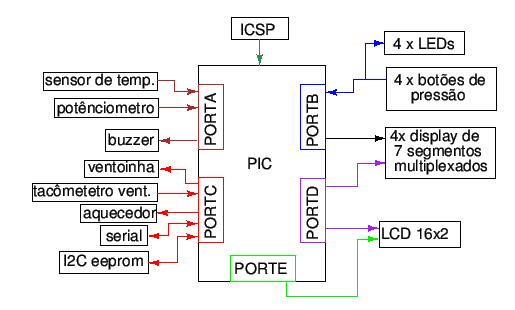 ICSP
4 x LEDs
sensor de temp.
4 x botões de
pressão
potênciometro
PORTA
PORTB
buzzer
4x display de
7 segmentos
multiplexados
PIC
ventoinha
tacômetetro vent.
aquecedor
PORTC
PORTD
serial
LCD 16x2
I2C eeprom
PORTE